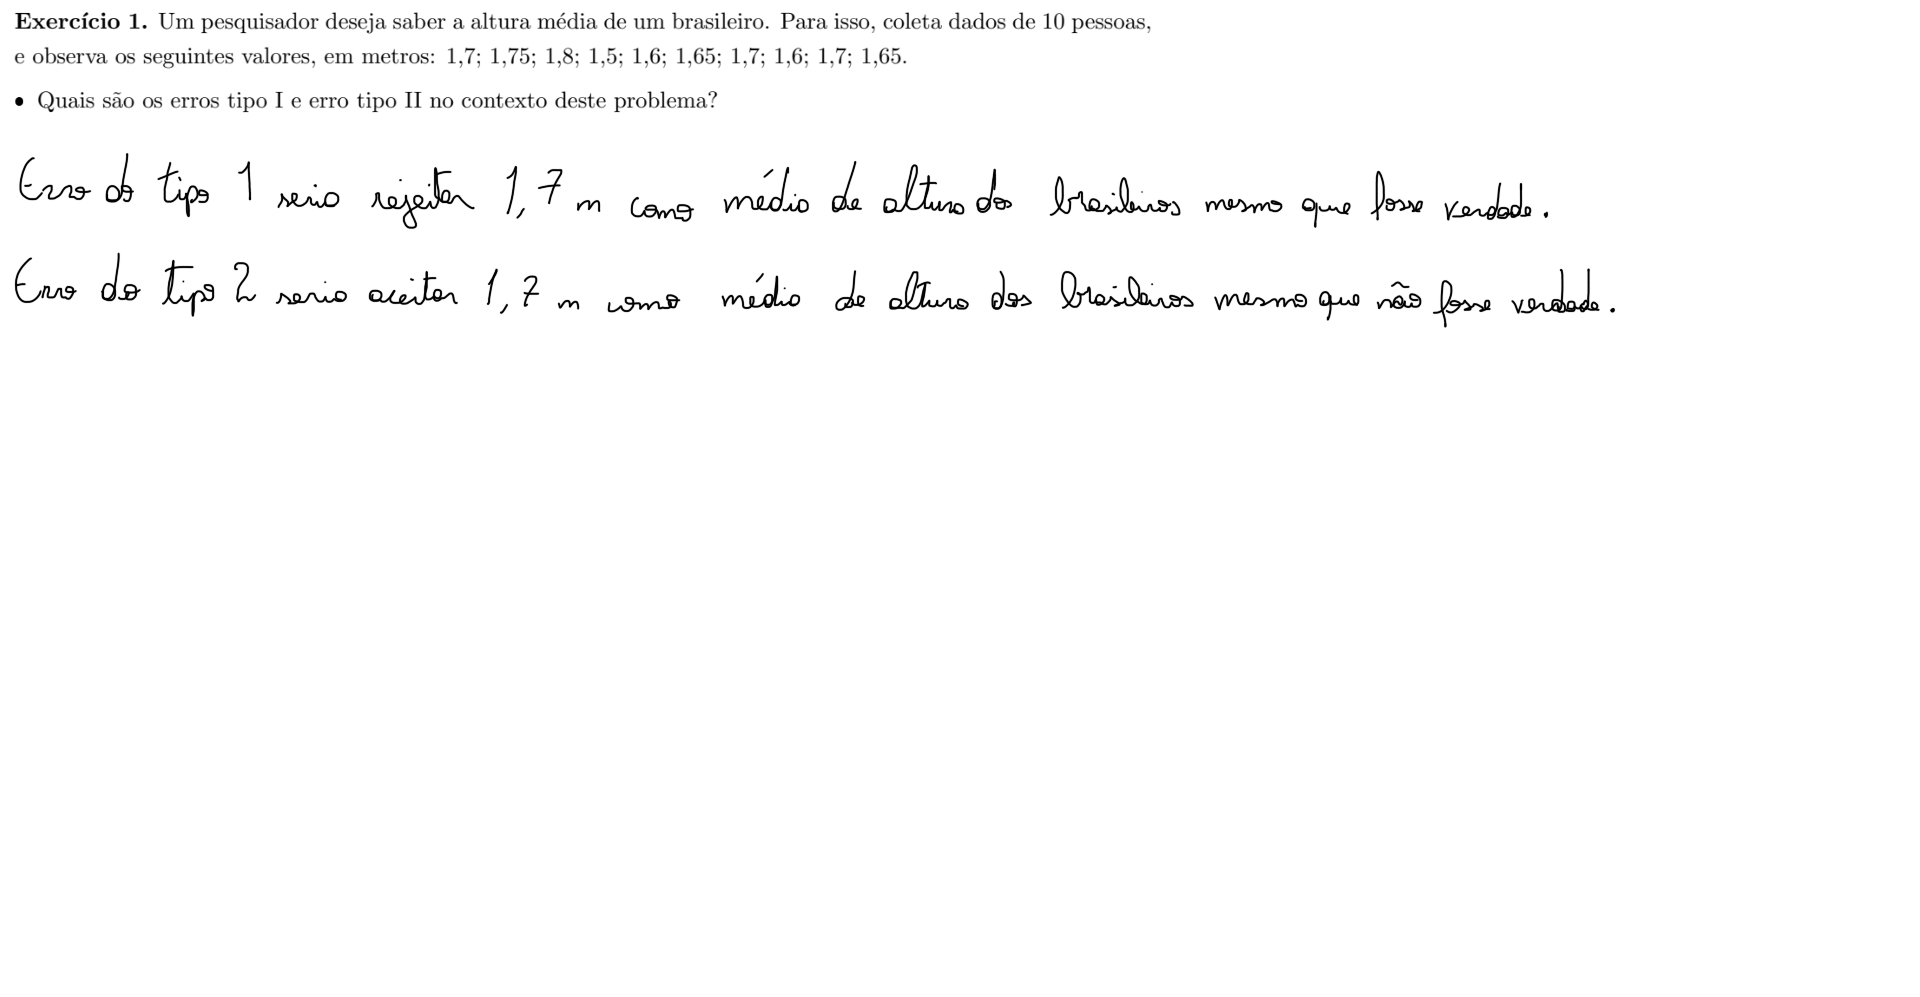 Exercício 1. Um pesquisador deseja saber a altura média de um brasileiro. Para isso, coleta dados de 10 pessoas,
e observa os seguintes valores, em metros: 1,7; 1,75; 1,8; 1,5; 1,6; 1,65; 1,7; 1,6; 1,7; 1,65.
• Quais são os erros tipo I e erro tipo II no contexto deste problema?
Erro do tipo 1 seria rejeitar 1,7 m como média de altura do brasileiros mesmo que fosse verdade.
Erro do tipo 2 seria aceitar 1,7 m como média de altura dos brasileiros mesmo que não fosse verdade.